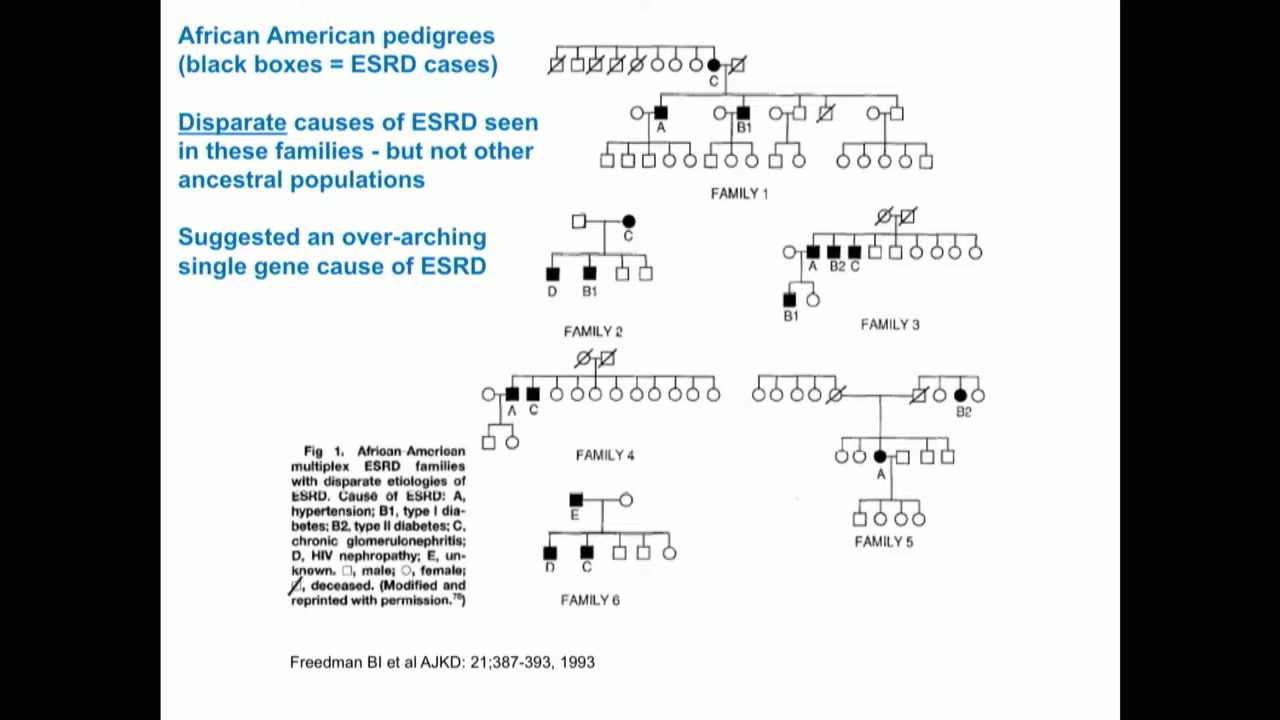 African American pedigrees
(black boxes = ESRD cases)
Disparate causes of ESRD seen
in these families - but not other
ancestral populations
Suggested an over-arching
single gene cause of ESRD
C
A
B1
FAMILY 1
C
D
B1
FAMILY 2
A
B2
C
B1
FAMILY 3
A
C
FAMILY 4
B2
A
FAMILY 5
E
D
C
FAMILY 6
Fig 1. African-American
multiplex ESRD families
with disparate etiologies of
ESRD. Cause of ESRD: A,
hypertension; B1, type I dia-
betes; B2, type II diabetes; C,
chronic glomerulonephritis;
D, HIV nephropathy; E, un-
known. □, male; ○, female;
, deceased. (Modified and
reprinted with permission.)
Freedman BI et al AJKD: 21;387-393, 1993